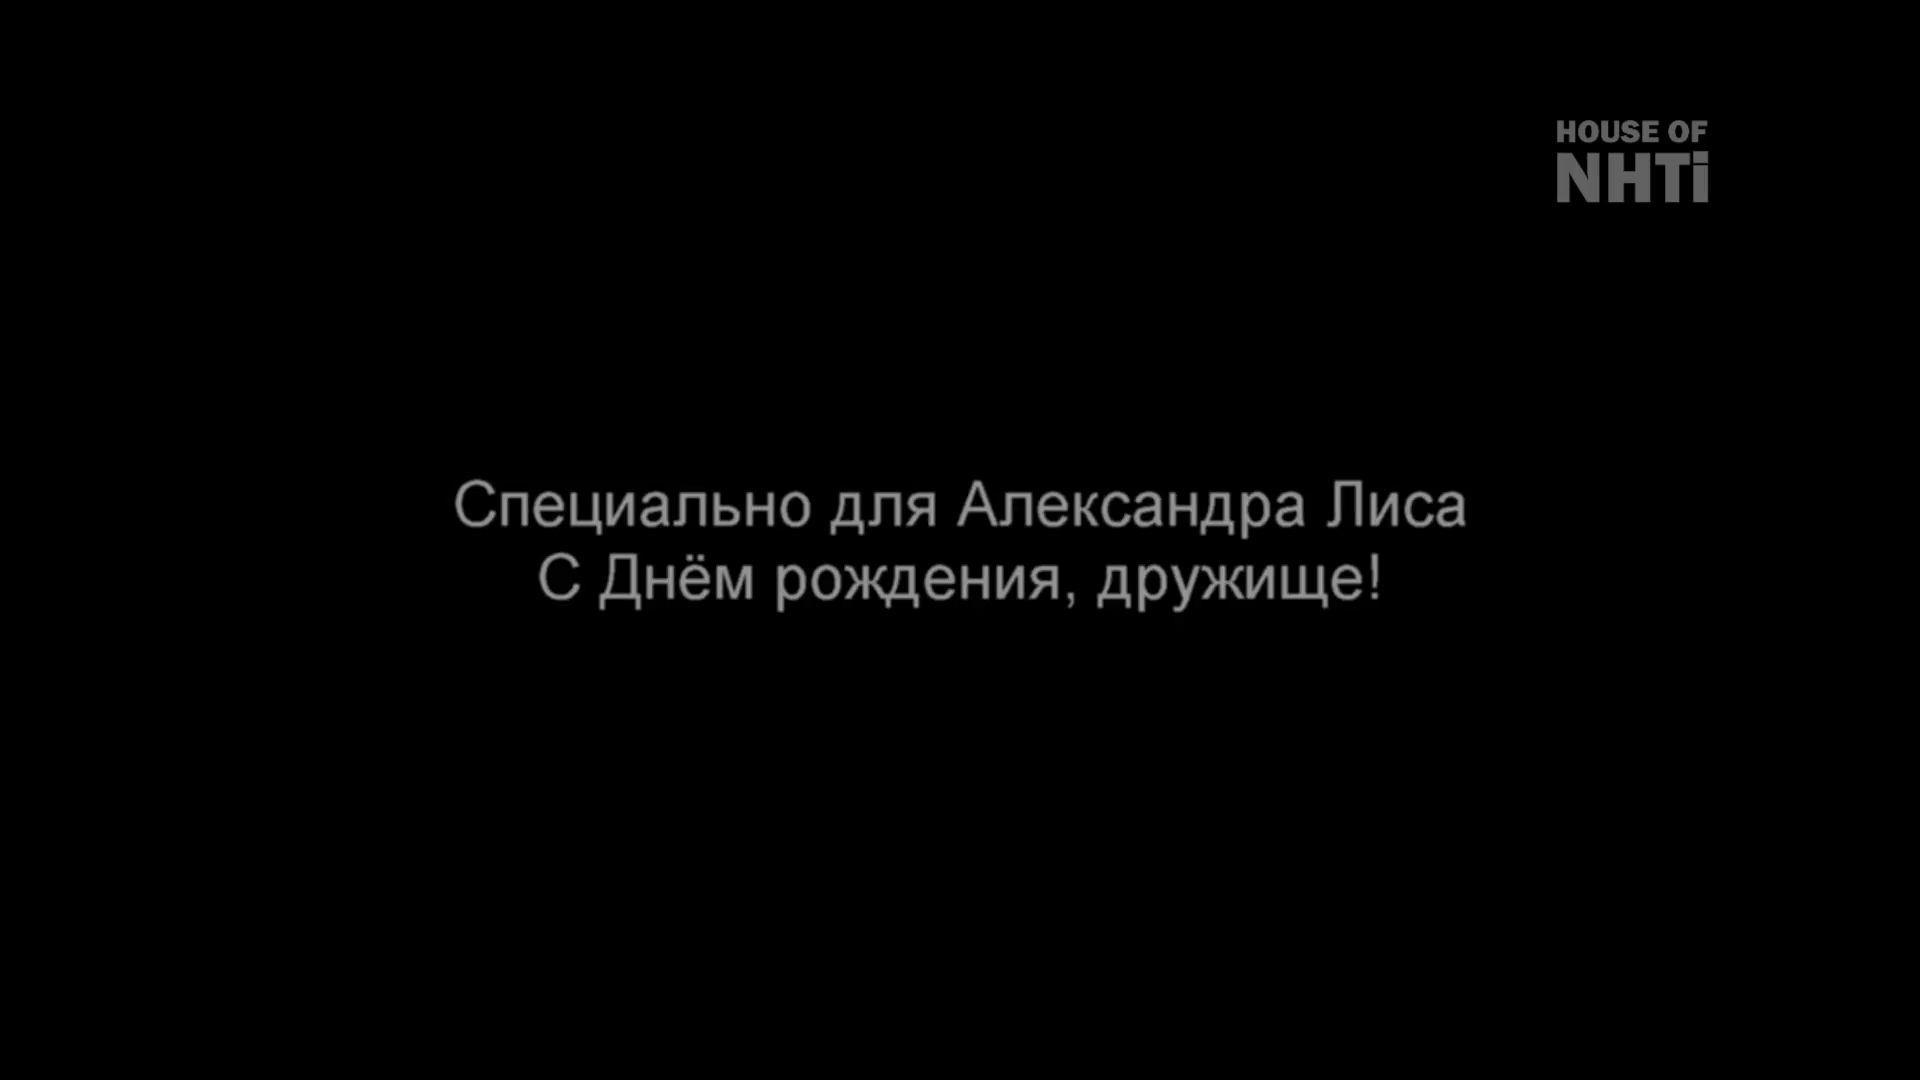 HOUSE OF
NHTi
Специально для Александра Лиса
С Днём рождения, дружище!